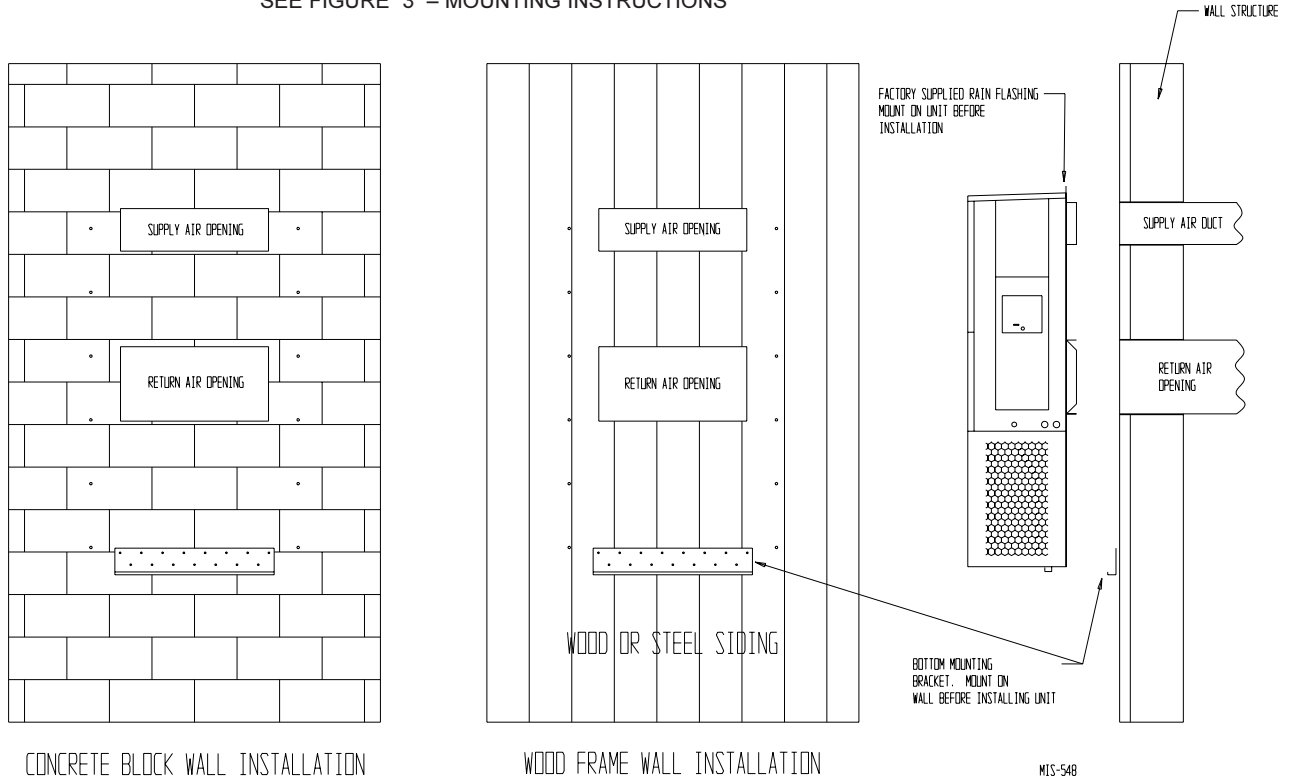 SEE FIGURE "3" – MOUNTING INSTRUCTIONS
WALL STRUCTURE
FACTORY SUPPLIED RAIN FLASHING
MOUNT ON UNIT BEFORE
INSTALLATION
SUPPLY AIR OPENING
SUPPLY AIR OPENING
SUPPLY AIR DUCT
RETURN AIR OPENING
RETURN AIR OPENING
RETURN AIR
OPENING
WOOD OR STEEL SIDING
BOTTOM MOUNTING
BRACKET. MOUNT ON
WALL BEFORE INSTALLING UNIT
CONCRETE BLOCK WALL INSTALLATION
WOOD FRAME WALL INSTALLATION
MIS-548